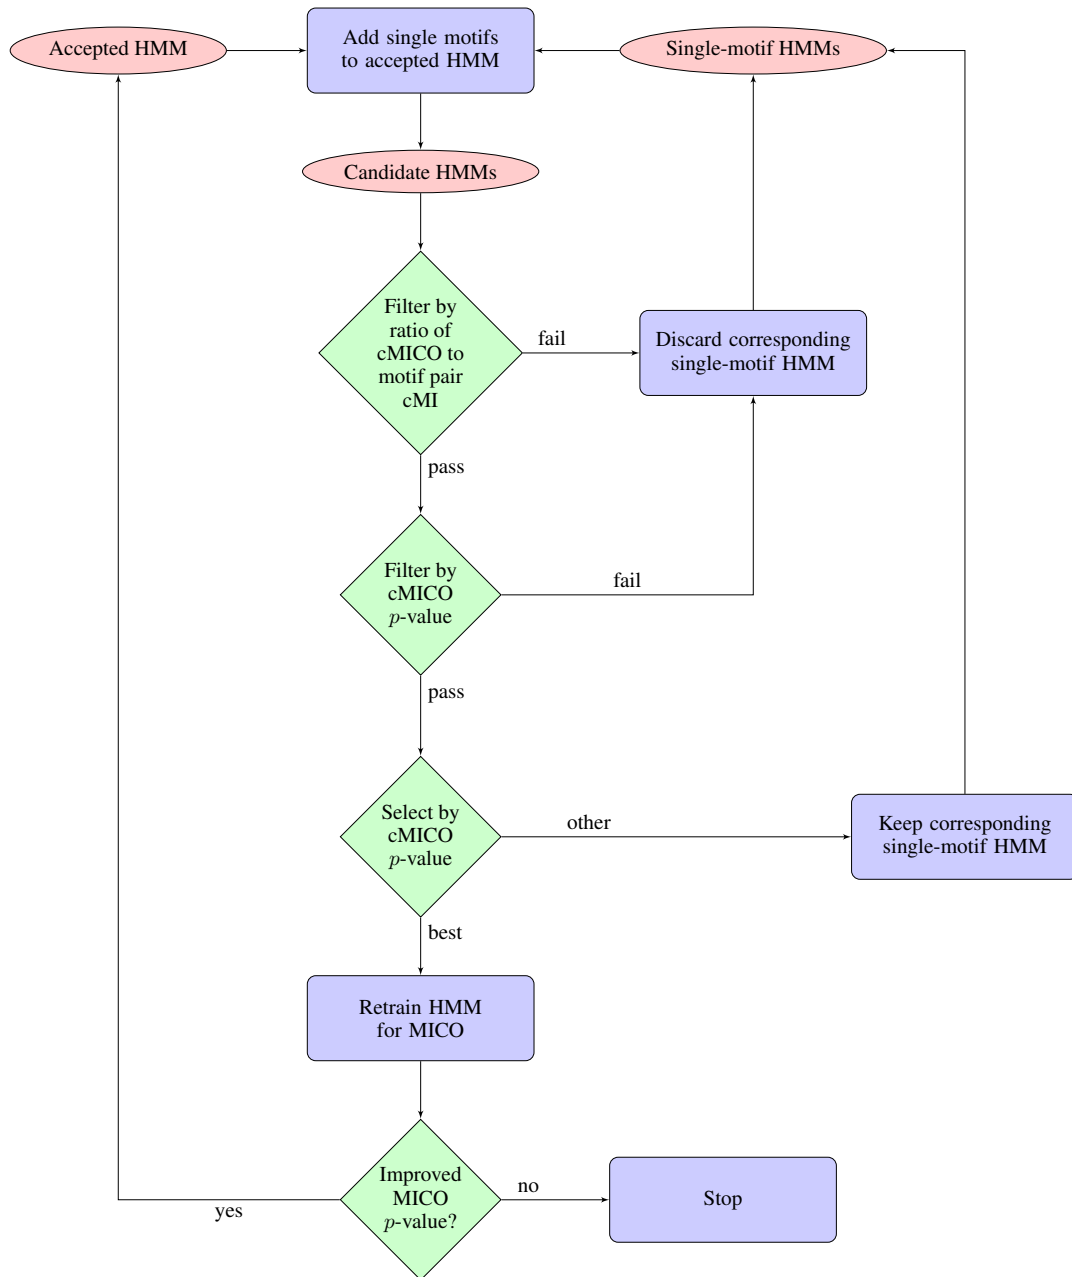 Accepted HMM
Add single motifs
to accepted HMM
Single-motif HMMs
Candidate HMMs
Filter by
ratio of
cMICO to
motif pair
cMI
fail
Discard corresponding
single-motif HMM
pass
Filter by
cMICO
p-value
fail
pass
Select by
cMICO
p-value
other
Keep corresponding
single-motif HMM
best
Retrain HMM
for MICO
Improved
MICO
p-value?
yes
no
Stop